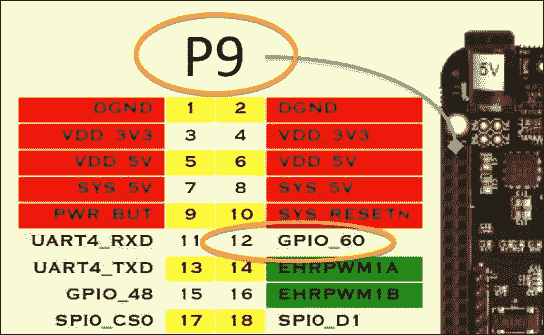 P9
5V
DGND 1 2 DGND
VDD_3V3 3 4 VDD_3V3
VDD_5V 5 6 VDD_5V
SYS_5V 7 8 SYS_5V
PWR_BUT 9 10 SYS_RESETN
UART4_RXD 11 12 GPIO_60
UART4_TXD 13 14 EHRPWM1A
GPIO_48 15 16 EHRPWM1B
SPI0_CS0 17 18 SPI0_D1